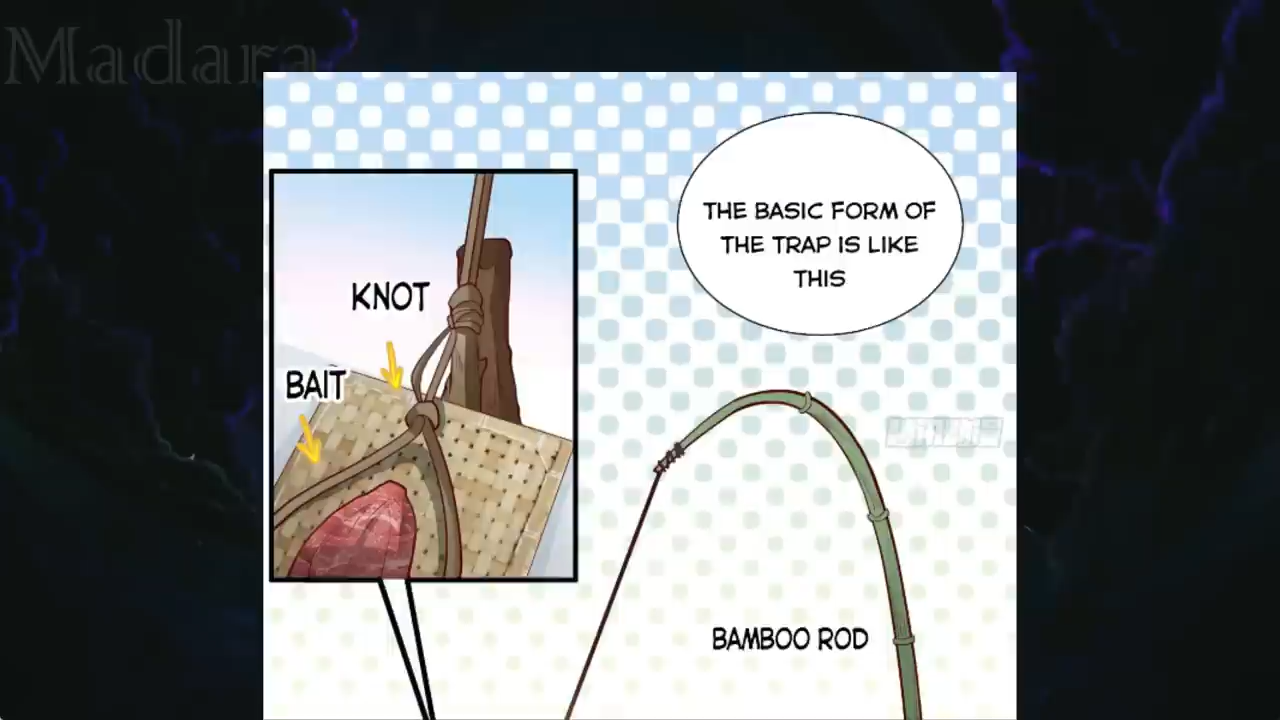 Madara
THE BASIC FORM OF
THE TRAP IS LIKE
THIS
KNOT
BAIT
BAMBOO ROD